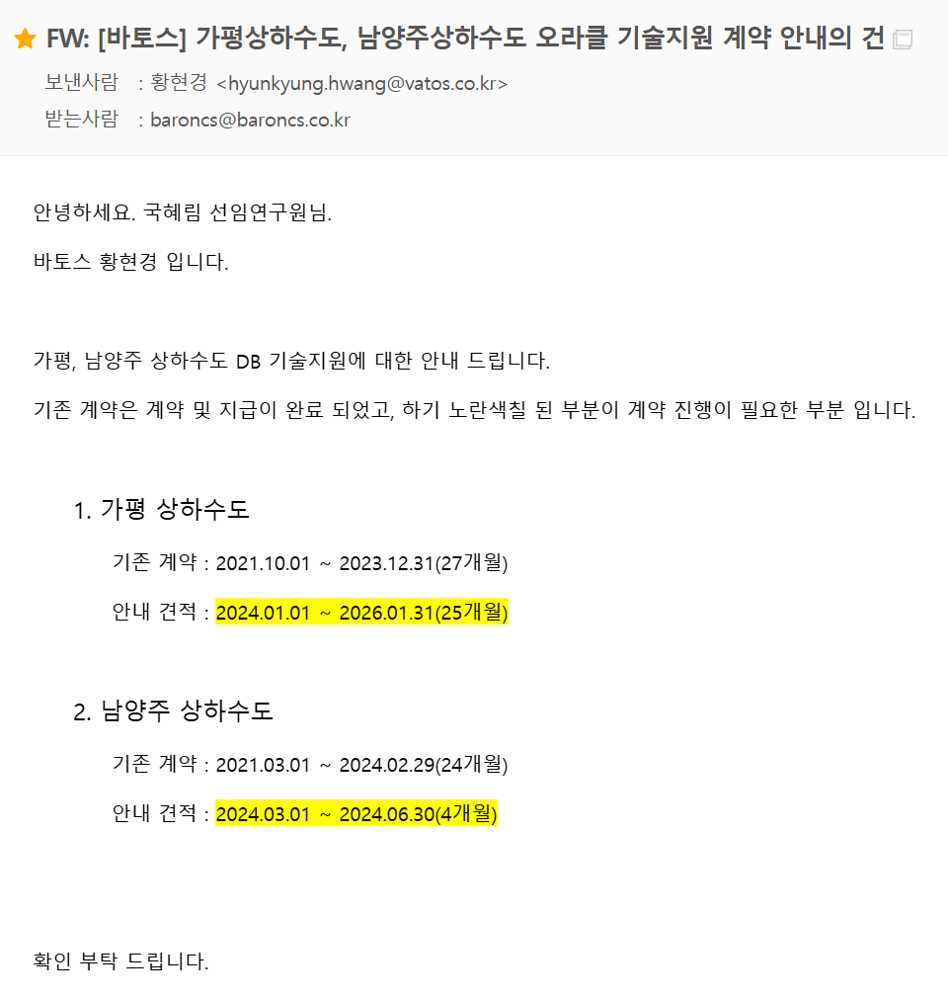 FW: [바토스] 가평상하수도, 남양주상하수도 오라클 기술지원 계약 안내의 건
보낸사람 : 황현경 <hyunkyung.hwang@vatos.co.kr>
받는사람 : baroncs@baroncs.co.kr
안녕하세요. 국혜림 선임연구원님.
바토스 황현경 입니다.
가평, 남양주 상하수도 DB 기술지원에 대한 안내 드립니다.
기존 계약은 계약 및 지급이 완료 되었고, 하기 노란색칠 된 부분이 계약 진행이 필요한 부분 입니다.
1. 가평 상하수도
기존 계약 : 2021.10.01 ~ 2023.12.31(27개월)
안내 견적 : 2024.01.01 ~ 2026.01.31(25개월)
2. 남양주 상하수도
기존 계약 : 2021.03.01 ~ 2024.02.29(24개월)
안내 견적 : 2024.03.01 ~ 2024.06.30(4개월)
확인 부탁 드립니다.